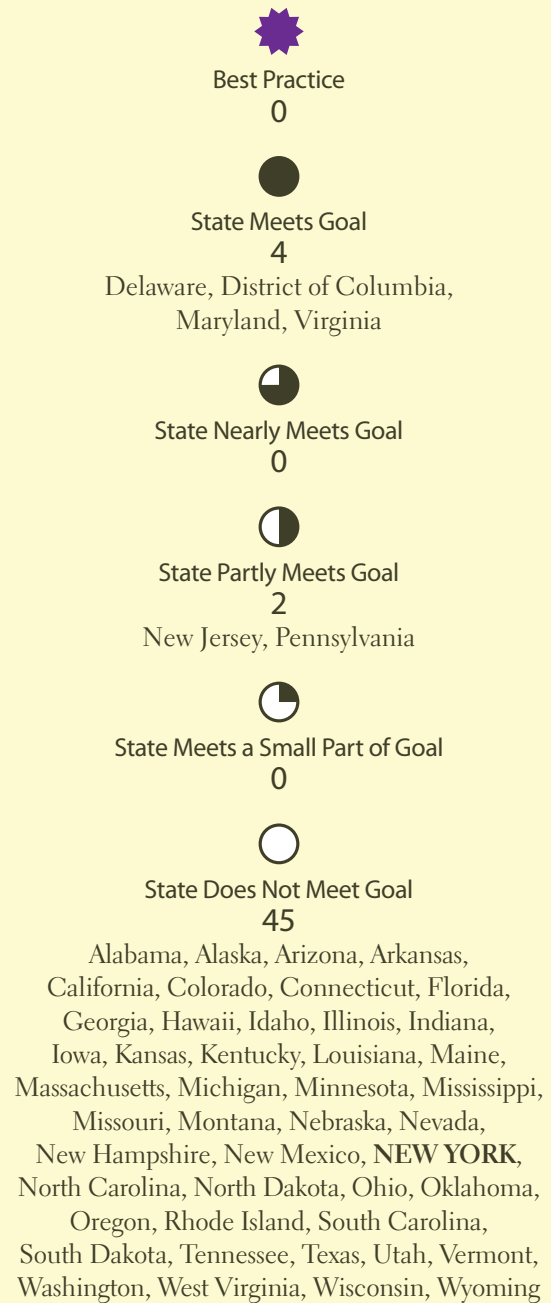 Best Practice
0
State Meets Goal
4
Delaware, District of Columbia,
Maryland, Virginia
State Nearly Meets Goal
0
State Partly Meets Goal
2
New Jersey, Pennsylvania
State Meets a Small Part of Goal
0
State Does Not Meet Goal
45
Alabama, Alaska, Arizona, Arkansas,
California, Colorado, Connecticut, Florida,
Georgia, Hawaii, Idaho, Illinois, Indiana,
Iowa, Kansas, Kentucky, Louisiana, Maine,
Massachusetts, Michigan, Minnesota, Mississippi,
Missouri, Montana, Nebraska, Nevada,
New Hampshire, New Mexico, NEW YORK,
North Carolina, North Dakota, Ohio, Oklahoma,
Oregon, Rhode Island, South Carolina,
South Dakota, Tennessee, Texas, Utah, Vermont,
Washington, West Virginia, Wisconsin, Wyoming